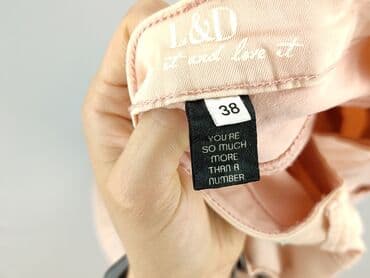 L&D
it and love it
38
YOU'RE
SO MUCH
MORE
THAN A
NUMBER